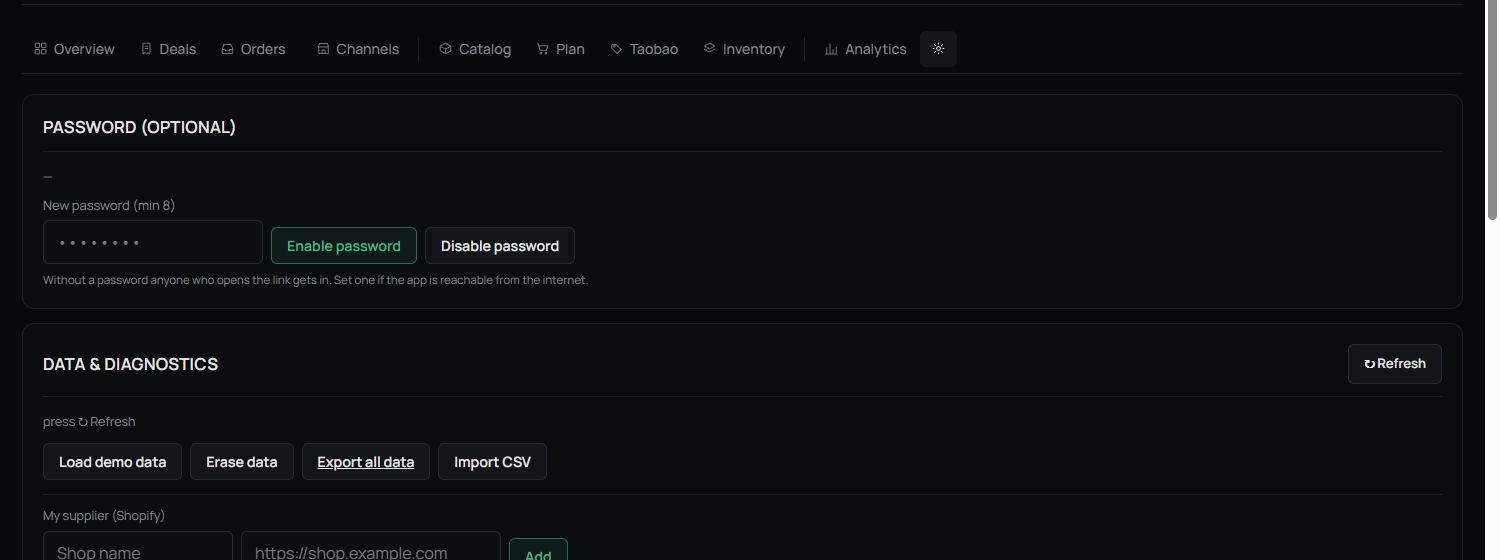 Overview Deals Orders Channels Catalog Plan Taobao Inventory Analytics
PASSWORD (OPTIONAL)
—
New password (min 8)
••••••••
Enable password Disable password
Without a password anyone who opens the link gets in. Set one if the app is reachable from the internet.
DATA & DIAGNOSTICS
↻ Refresh
press ↻ Refresh
Load demo data Erase data Export all data Import CSV
My supplier (Shopify)
Shop name https://shop.example.com Add